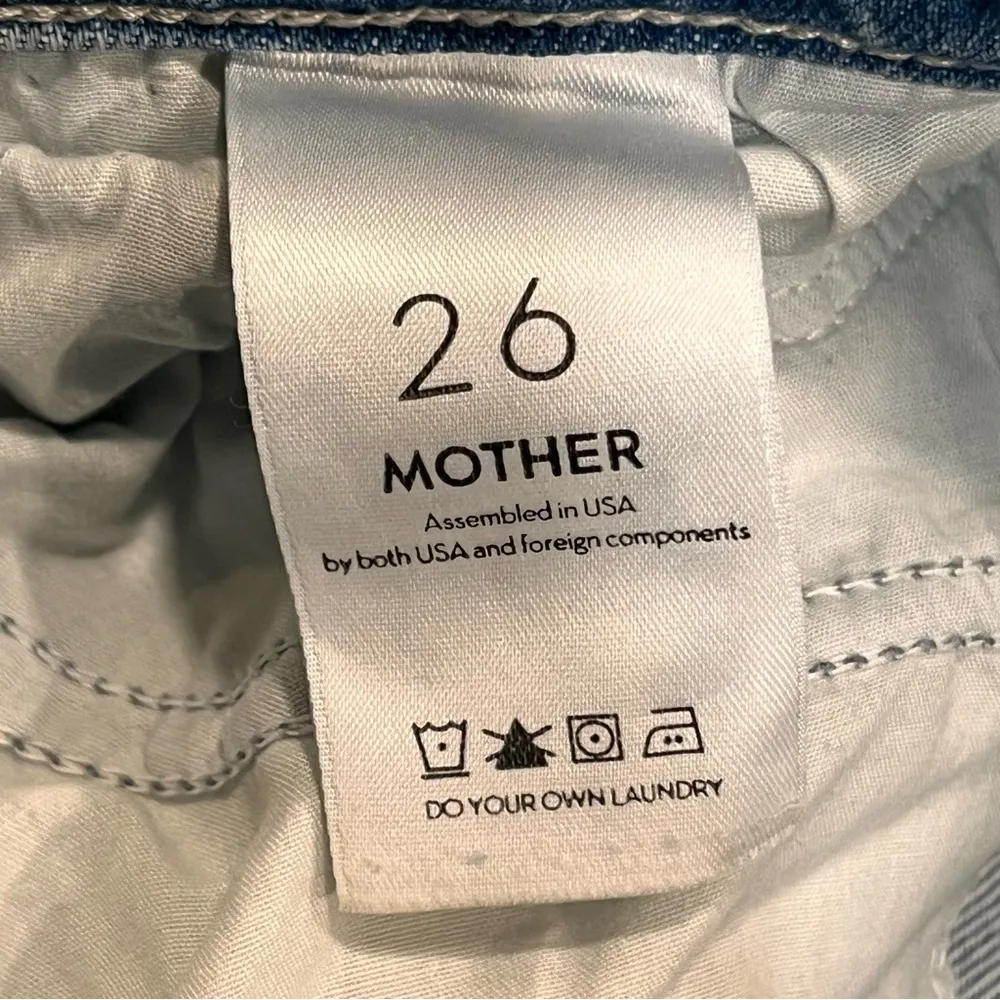 26
MOTHER
Assembled in USA
by both USA and foreign components
DO YOUR OWN LAUNDRY